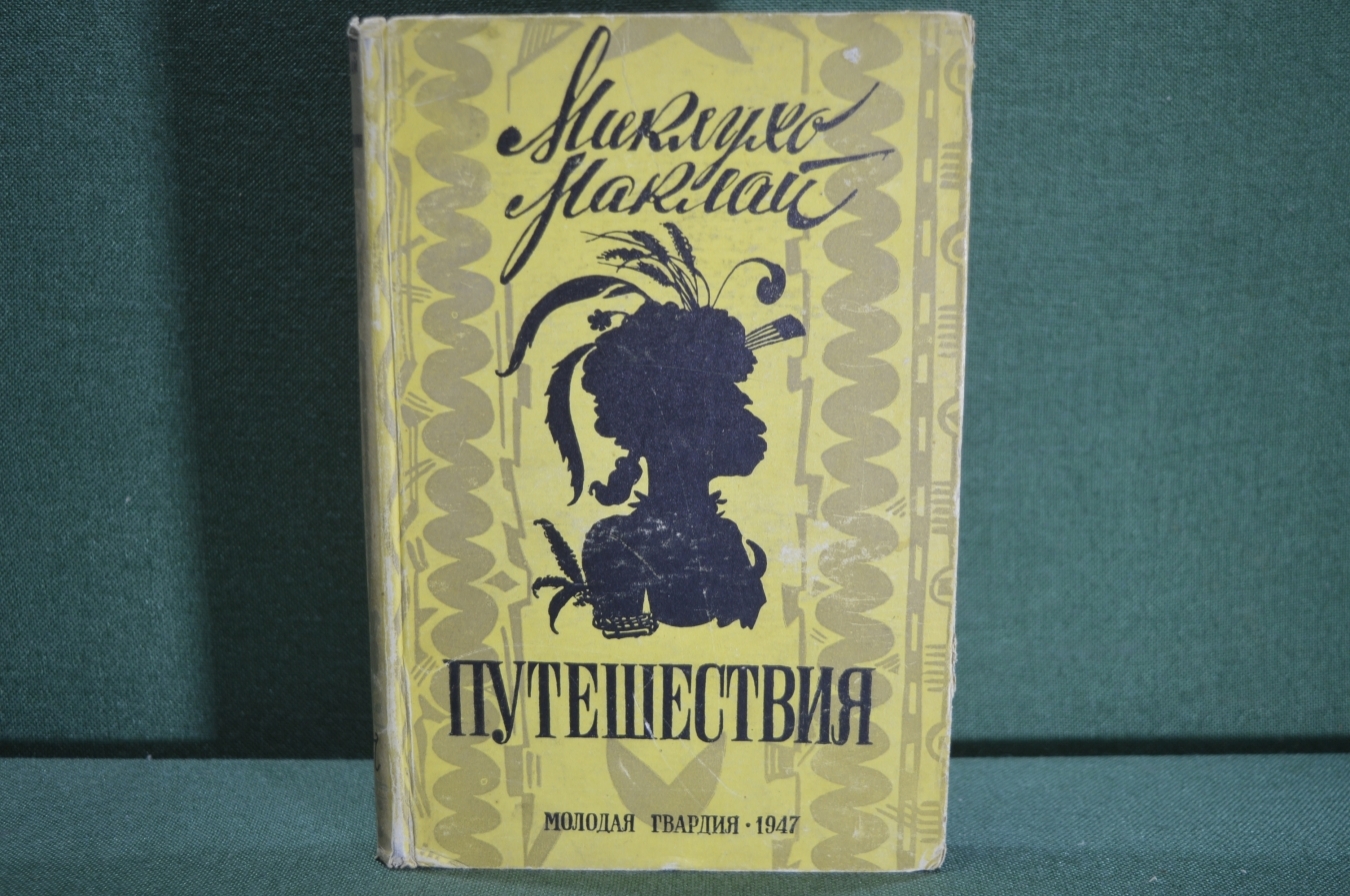 Миклухо
Маклай
ПУТЕШЕСТВИЯ
МОЛОДАЯ ГВАРДИЯ · 1947